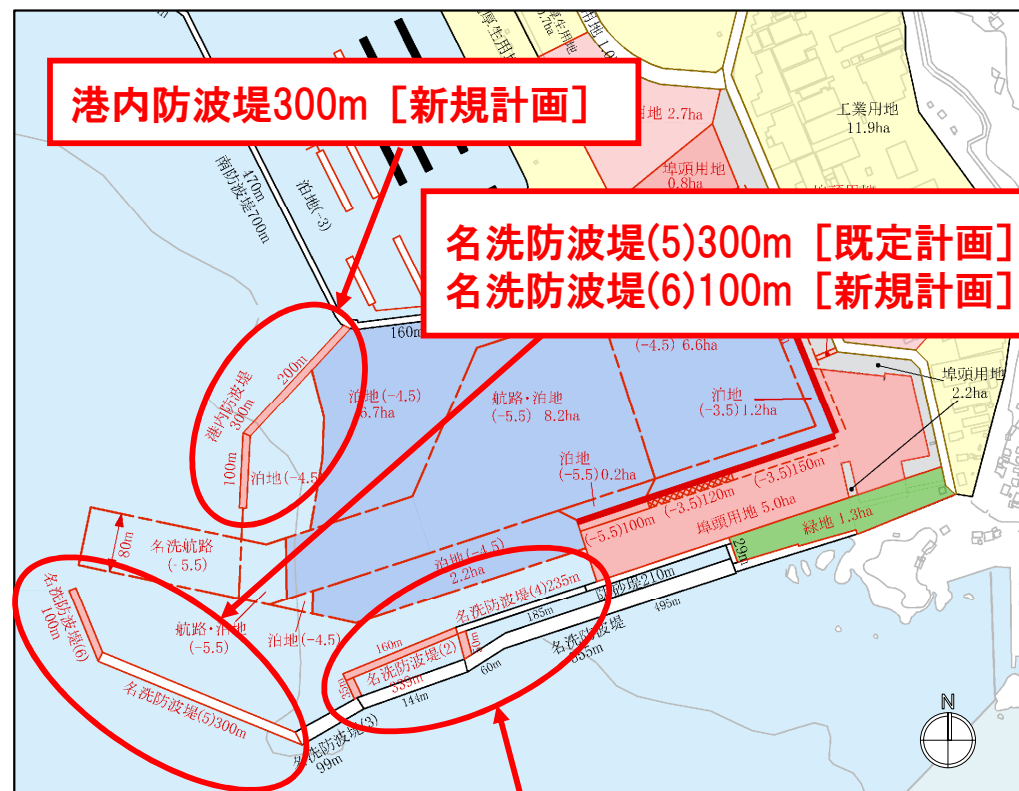 港内防波堤300m [新規計画]
名洗防波堤(5)300m [既定計画]
名洗防波堤(6)100m [新規計画]
厚生用地
工業用地
11.9ha
用地 2.7ha
埠頭用地
0.8ha
470m
南防波堤700m
泊地(-3)
160m
(-4.5) 6.6ha
埠頭用地
2.2ha
200m
港内防波堤
300m
100m
泊地(-4.5)
泊地(-4.5)
6.7ha
航路・泊地
(-5.5) 8.2ha
泊地
(-3.5)1.2ha
泊地
(-5.5)0.2ha
(-5.5)100m
(-3.5)120m
(-3.5)150m
埠頭用地 5.0ha
緑地 1.3ha
29m
80m
名洗航路
(-5.5)
泊地(-4.5)
2.2ha
名洗防波堤(4)235m
防砂堤210m
185m
495m
名洗防波堤
60m
160m
名洗防波堤(2)
339m
35m
144m
航路・泊地
(-5.5)
泊地(-4.5)
名洗防波堤(6)
100m
名洗防波堤(5)300m
名洗防波堤(3)
99m
N